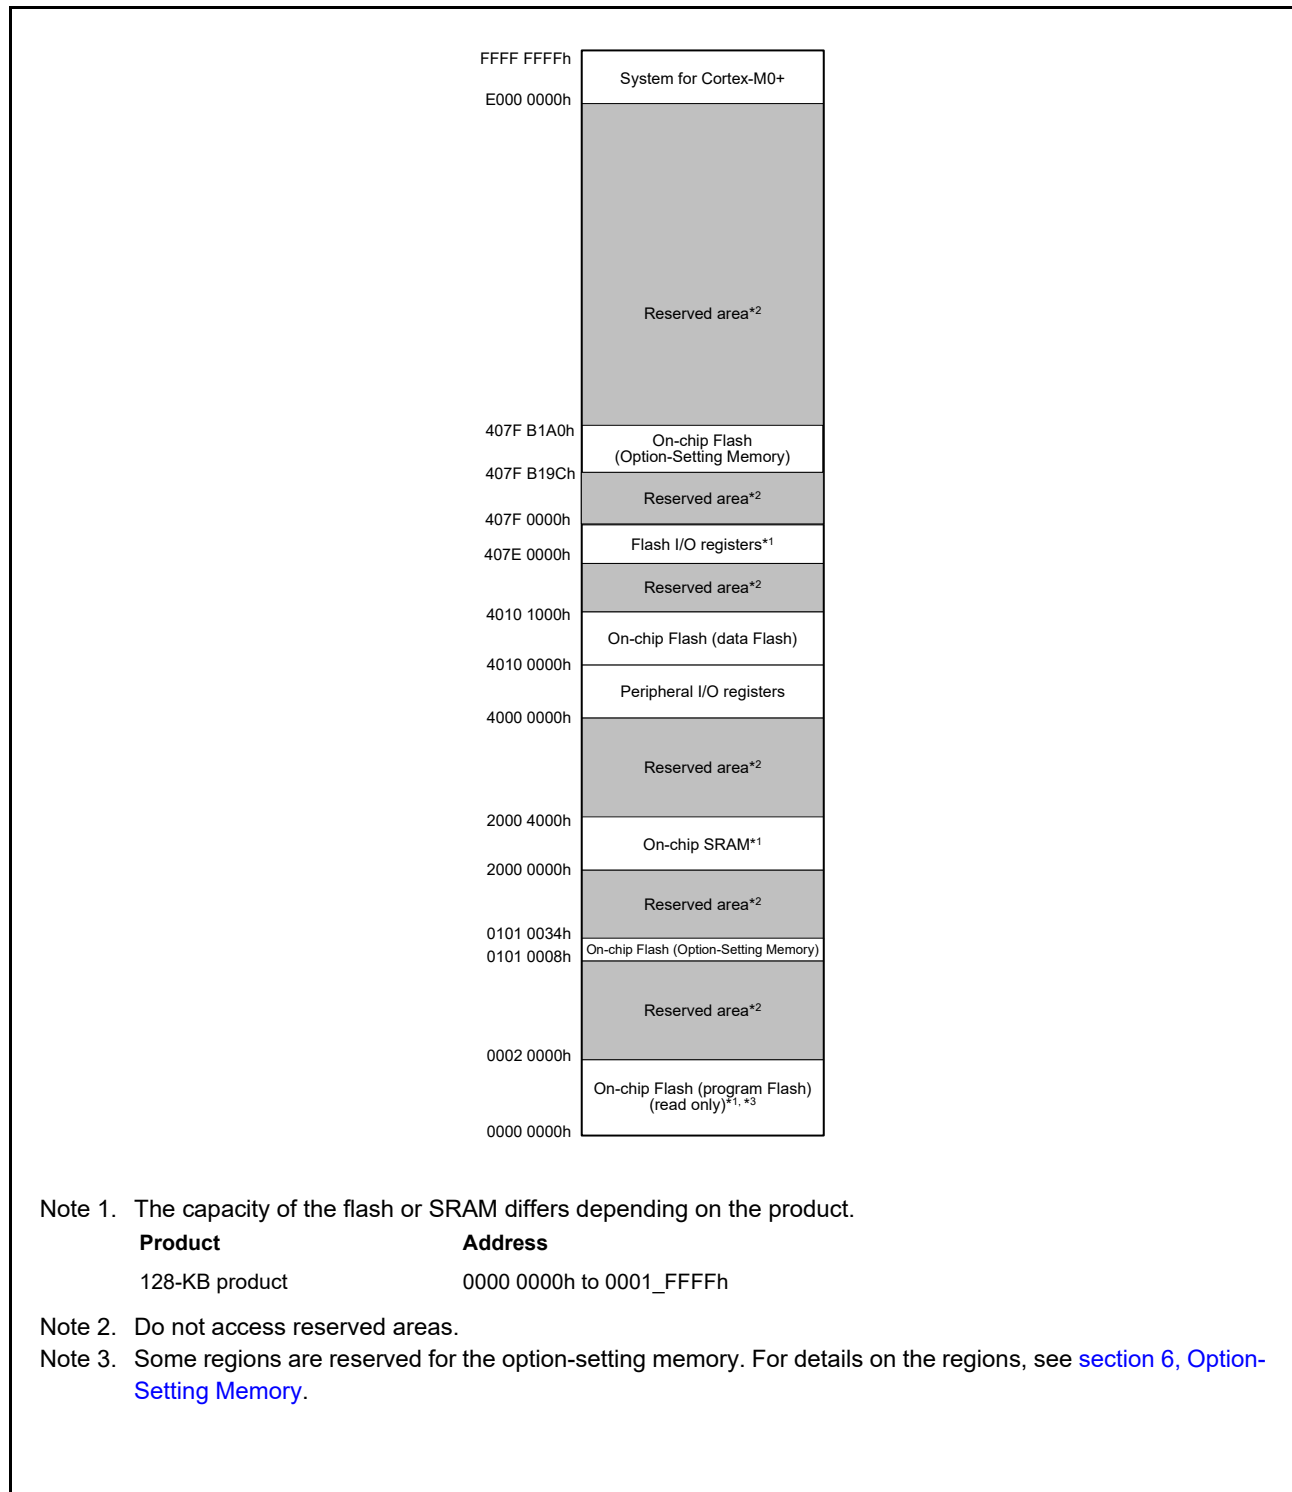 FFFF FFFFh
System for Cortex-M0+
E000 0000h
Reserved area*2
407F B1A0h
On-chip Flash
(Option-Setting Memory)
407F B19Ch
Reserved area*2
407F 0000h
Flash I/O registers*1
407E 0000h
Reserved area*2
4010 1000h
On-chip Flash (data Flash)
4010 0000h
Peripheral I/O registers
4000 0000h
Reserved area*2
2000 4000h
On-chip SRAM*1
2000 0000h
Reserved area*2
0101 0034h
On-chip Flash (Option-Setting Memory)
0101 0008h
Reserved area*2
0002 0000h
On-chip Flash (program Flash)
(read only)*1, *3
0000 0000h
Note 1. The capacity of the flash or SRAM differs depending on the product.
Product Address
128-KB product 0000 0000h to 0001_FFFFh
Note 2. Do not access reserved areas.
Note 3. Some regions are reserved for the option-setting memory. For details on the regions, see section 6, Option-
Setting Memory.